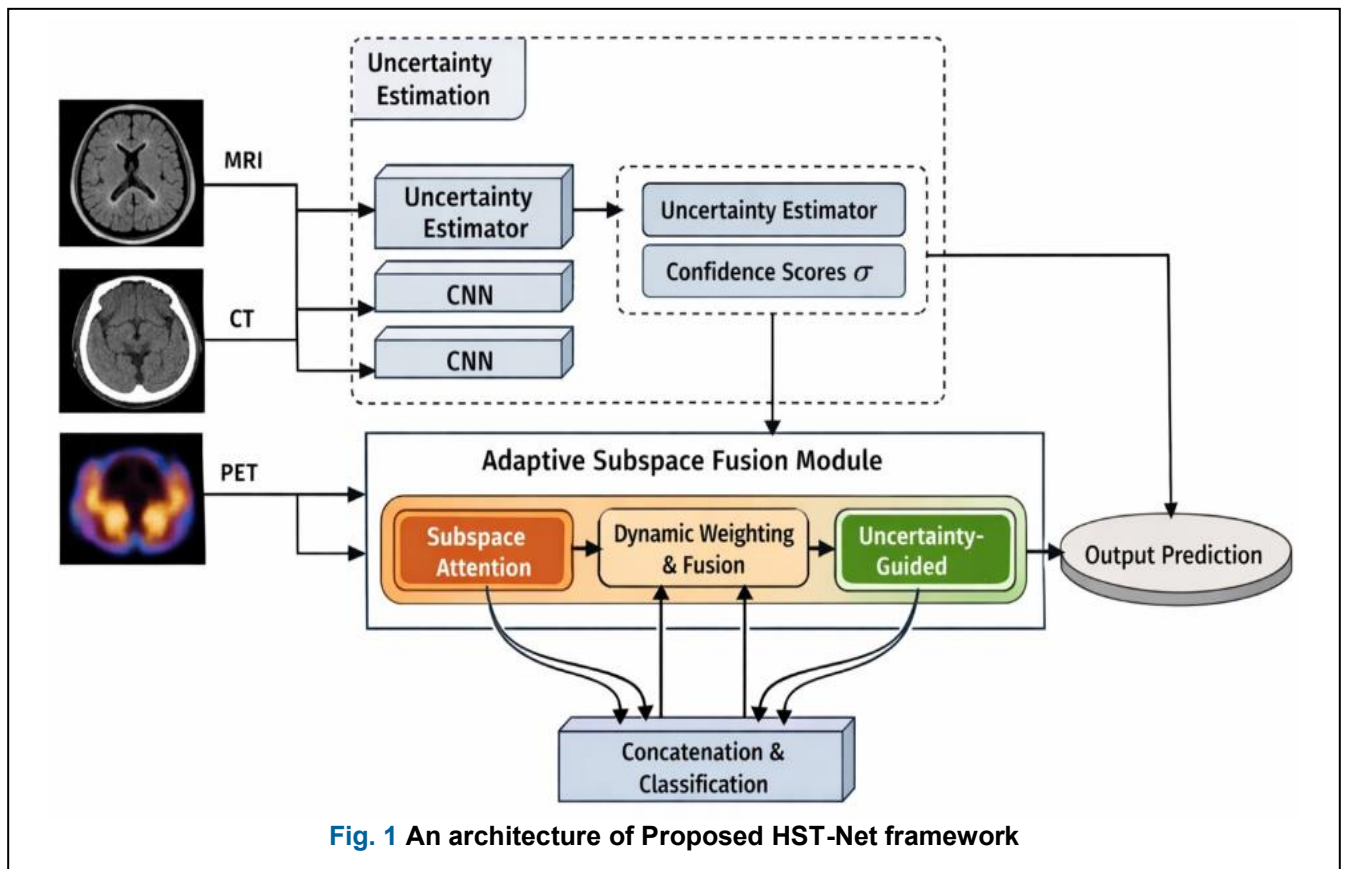 Uncertainty
Estimation
MRI
Uncertainty
Estimator
Uncertainty Estimator
Confidence Scores σ
CNN
CT
CNN
PET
Adaptive Subspace Fusion Module
Subspace
Attention
Dynamic Weighting
& Fusion
Uncertainty-
Guided
Output Prediction
Concatenation &
Classification
Fig. 1 An architecture of Proposed HST-Net framework